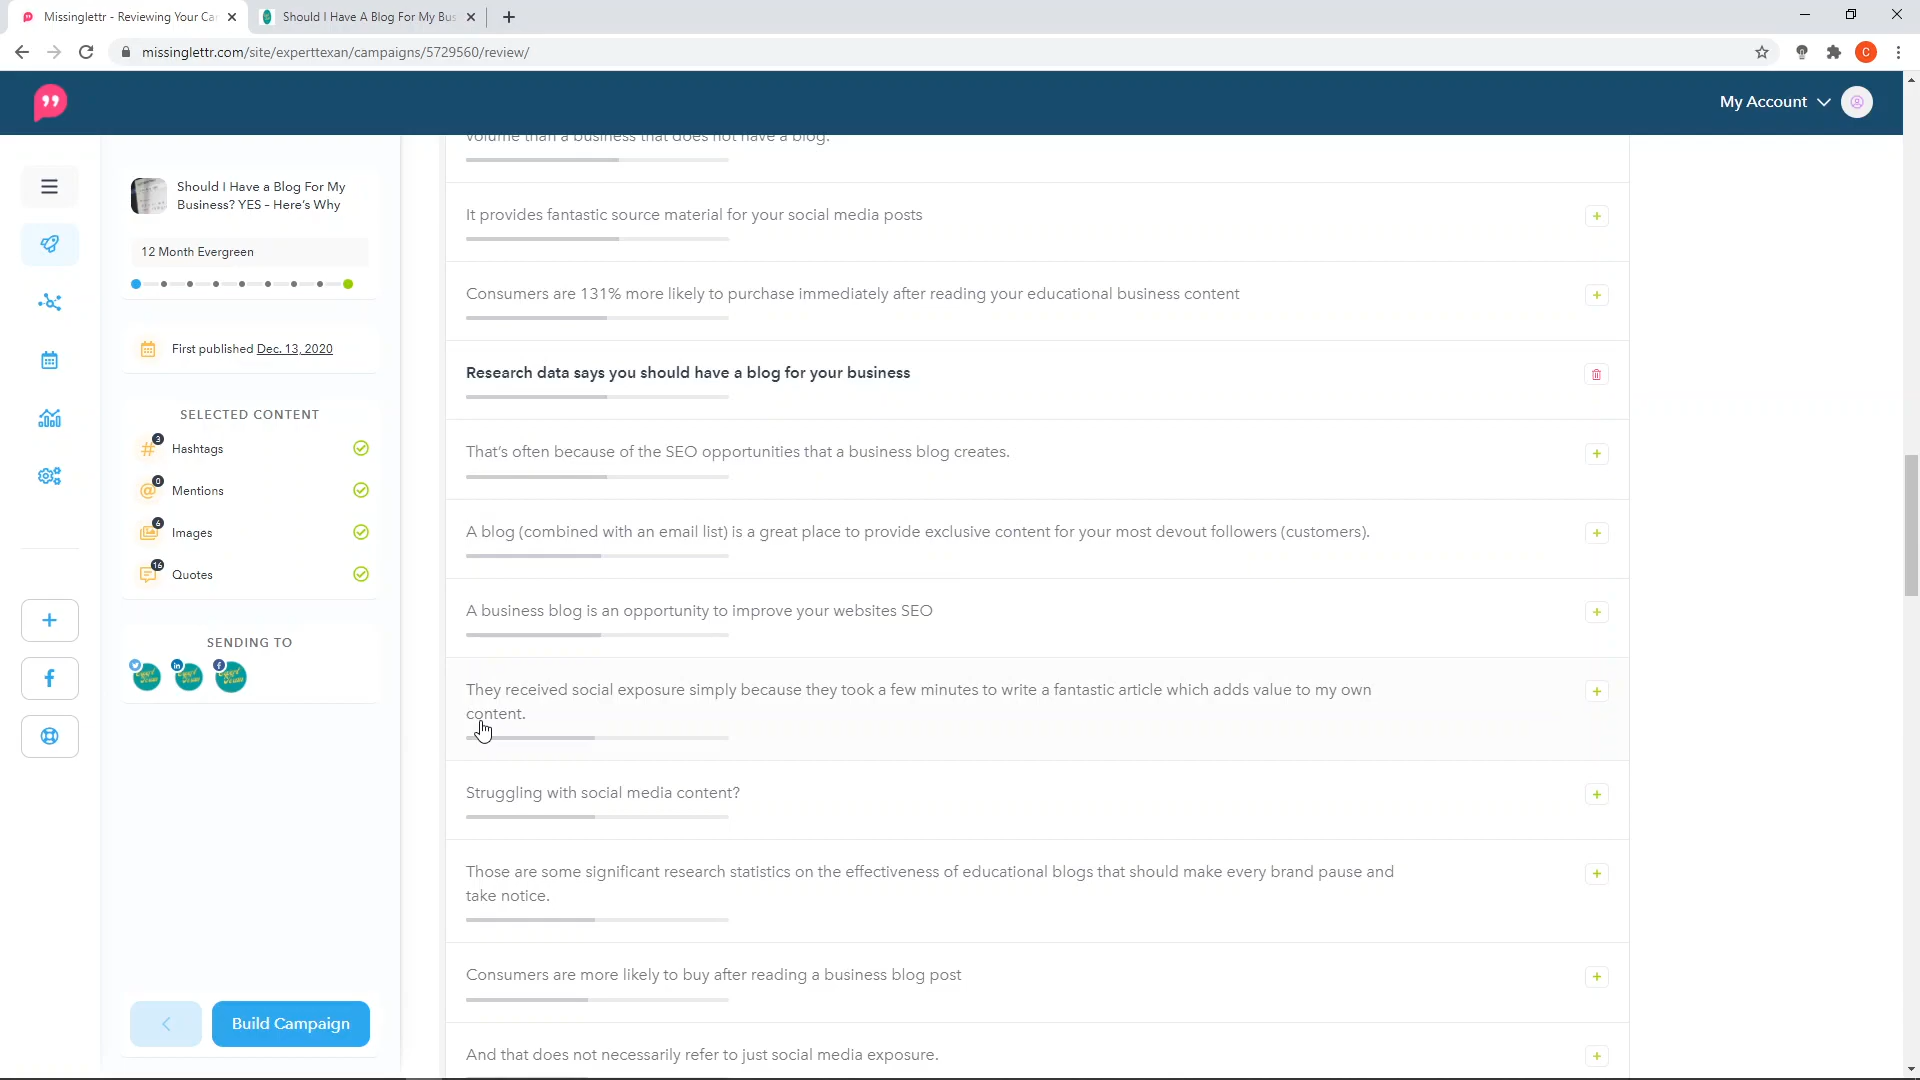 Missinglettr - Reviewing Your Ca
Should I Have A Blog For My Bus
missinglettr.com/site/experttexan/campaigns/5729560/review/
C
My Account
Should I Have a Blog For My
Business? YES – Here's Why
12 Month Evergreen
First published Dec. 13, 2020
SELECTED CONTENT
3
# Hashtags
0
@ Mentions
6
Images
16
Quotes
SENDING TO
Build Campaign
volume than a business that does not have a blog.
It provides fantastic source material for your social media posts
Consumers are 131% more likely to purchase immediately after reading your educational business content
Research data says you should have a blog for your business
That's often because of the SEO opportunities that a business blog creates.
A blog (combined with an email list) is a great place to provide exclusive content for your most devout followers (customers).
A business blog is an opportunity to improve your websites SEO
They received social exposure simply because they took a few minutes to write a fantastic article which adds value to my own
content.
Struggling with social media content?
Those are some significant research statistics on the effectiveness of educational blogs that should make every brand pause and
take notice.
Consumers are more likely to buy after reading a business blog post
And that does not necessarily refer to just social media exposure.